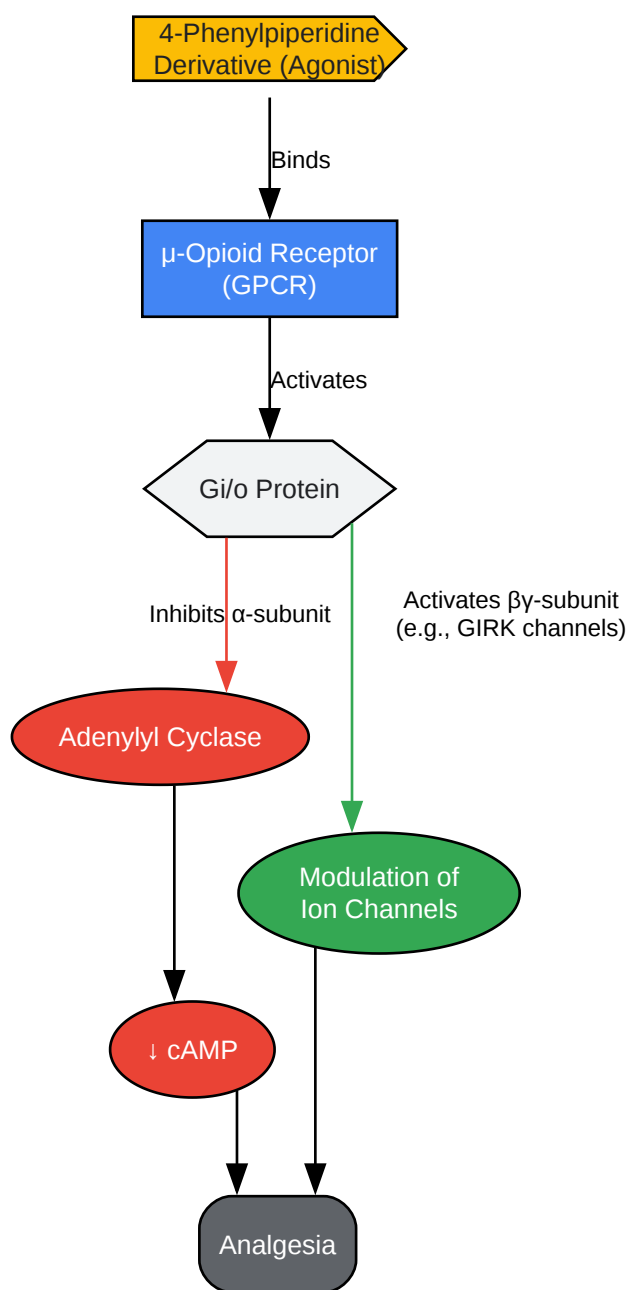 4-Phenylpiperidine
Derivative (Agonist)
Binds
μ-Opioid Receptor
(GPCR)
Activates
Gi/o Protein
Inhibits α-subunit
Activates βγ-subunit
(e.g., GIRK channels)
Adenylyl Cyclase
Modulation of
Ion Channels
↓ cAMP
Analgesia